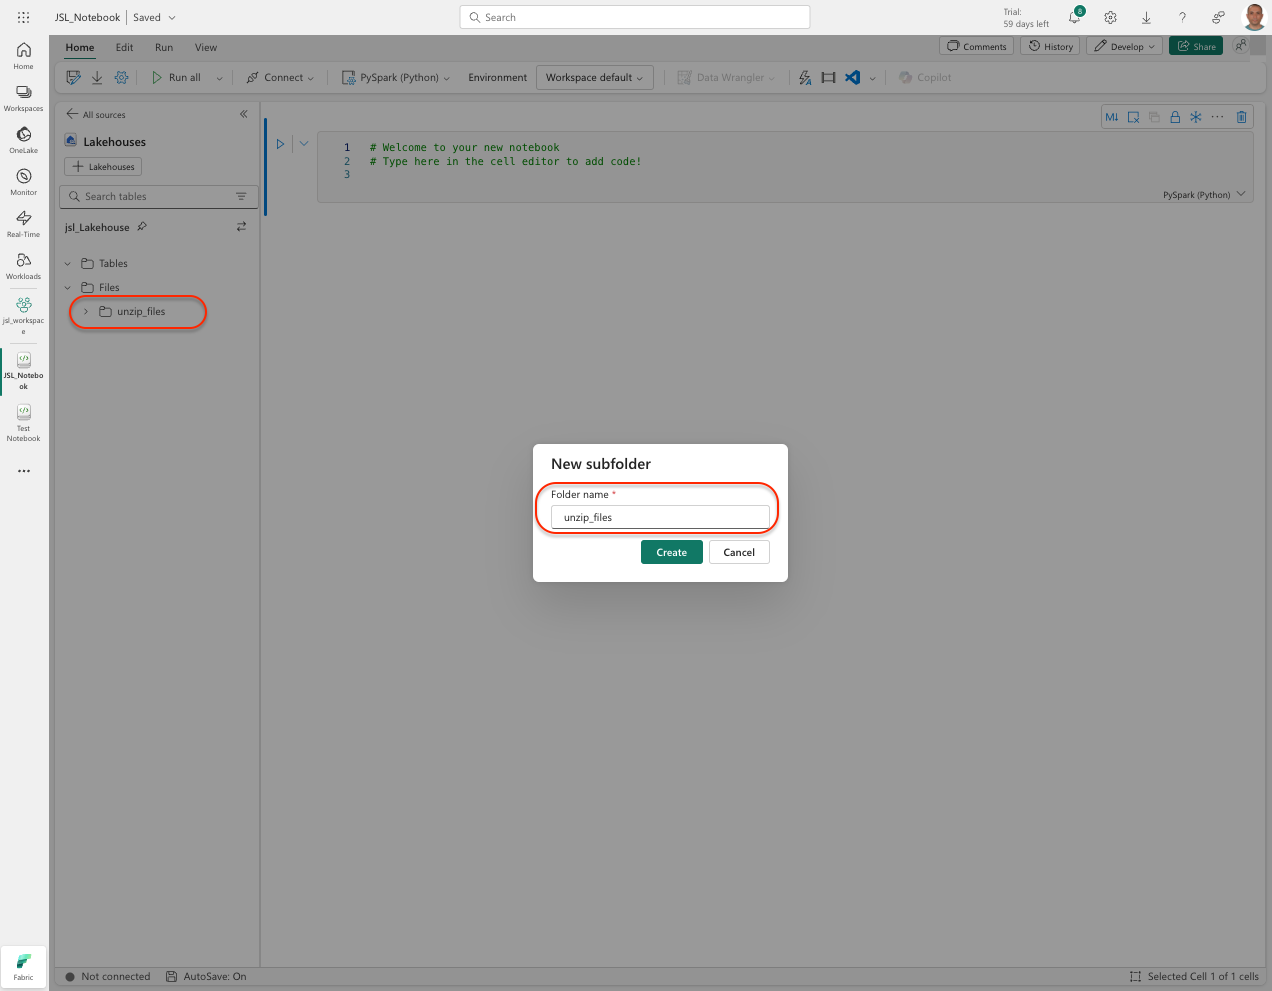 JSL_Notebook | Saved
Search
Trial:
59 days left
8
Home
Edit
Run
View
Comments
History
Develop
Share
Run all
Connect
PySpark (Python)
Environment
Workspace default
Data Wrangler
Copilot
Home
Workspaces
OneLake
Monitor
Real-Time
Workloads
jsl_workspac
e
JSL_Notebo
ok
Test
Notebook
Fabric
All sources
Lakehouses
Lakehouses
Search tables
jsl_Lakehouse
Tables
Files
unzip_files
M↓
1 # Welcome to your new notebook
2 # Type here in the cell editor to add code!
3
PySpark (Python)
New subfolder
Folder name *
unzip_files
Create
Cancel
Not connected
AutoSave: On
Selected Cell 1 of 1 cells